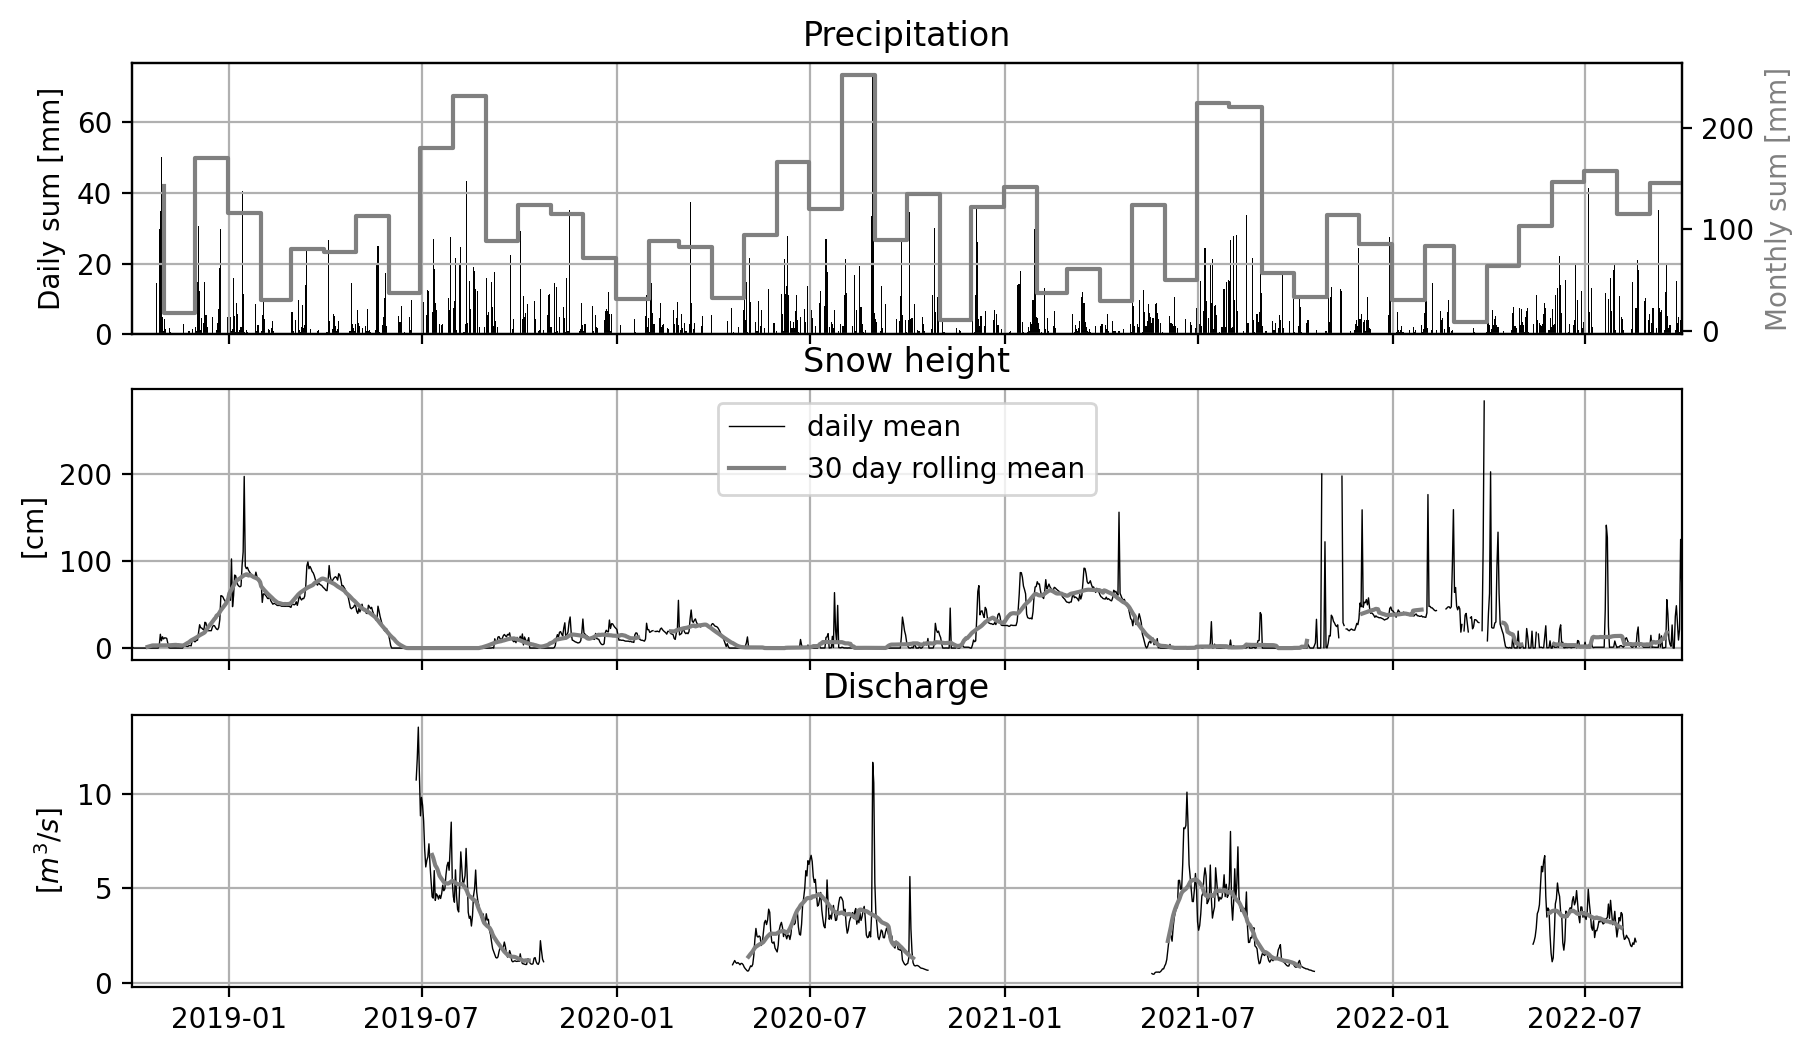 Precipitation
Daily sum [mm]
60
40
20
0
200
100
0
Monthly sum [mm]
Snow height
daily mean
30 day rolling mean
[cm]
200
100
0
Discharge
[m³/s]
10
5
0
2019-01 2019-07 2020-01 2020-07 2021-01 2021-07 2022-01 2022-07